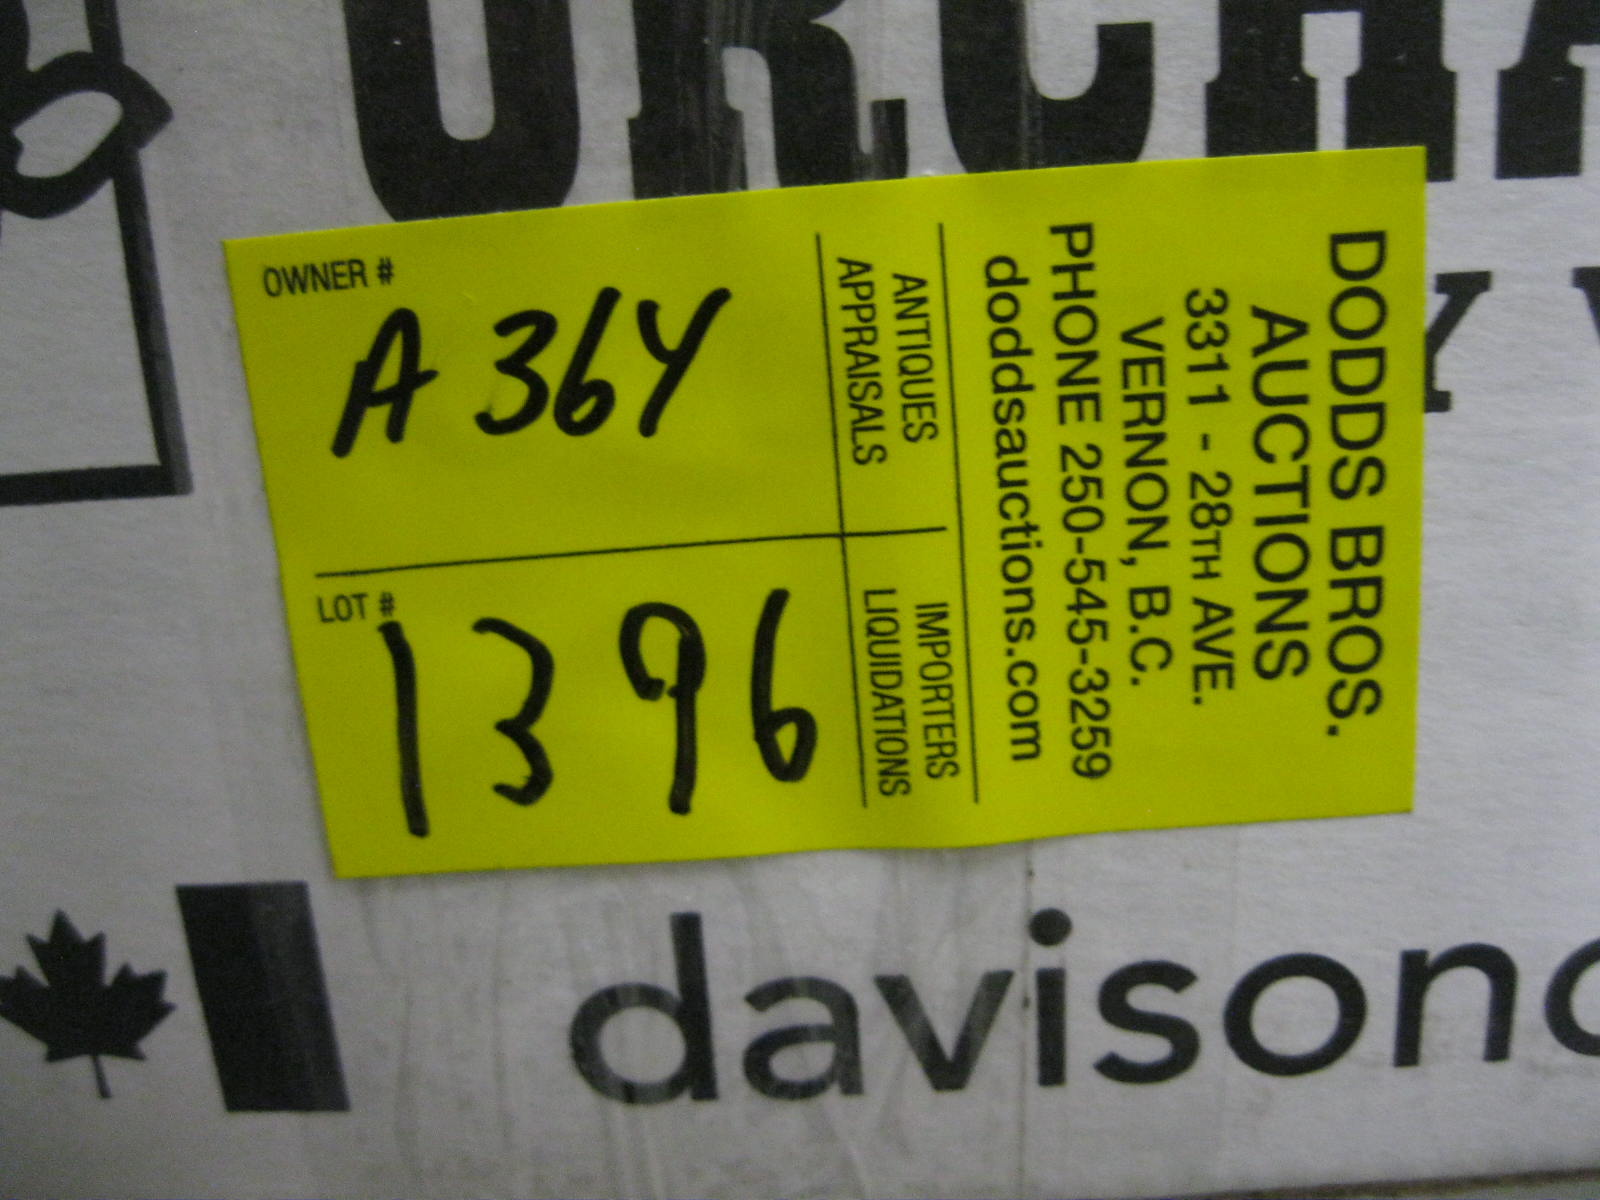 OWNER #
A 364
LOT #
1396
ANTIQUES
APPRAISALS
IMPORTERS
LIQUIDATIONS
DODDS BROS.
AUCTIONS
3311 - 28TH AVE.
VERNON, B.C.
PHONE 250-545-3259
doddsauctions.com